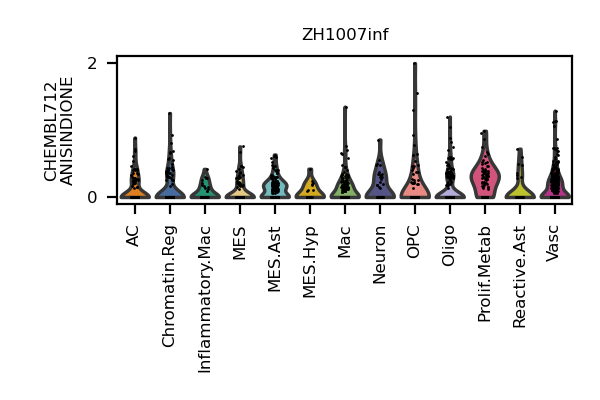 ZH1007inf
CHEMBL712
ANISINDIONE
2
0
AC
Chromatin.Reg
Inflammatory.Mac
MES
MES.Ast
MES.Hyp
Mac
Neuron
OPC
Oligo
Prolif.Metab
Reactive.Ast
Vasc